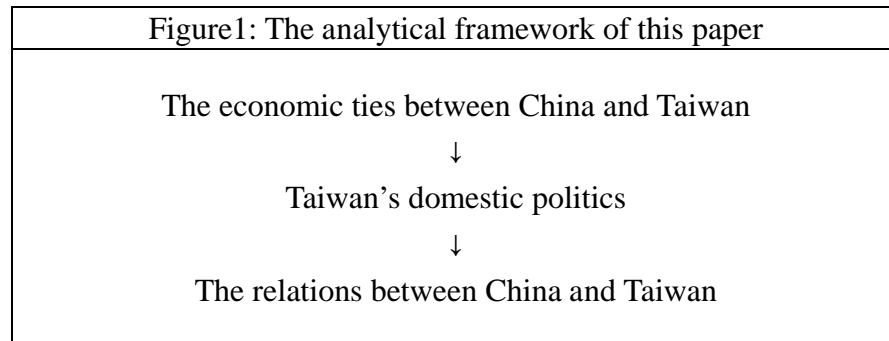 Figure1: The analytical framework of this paper
The economic ties between China and Taiwan
↓
Taiwan’s domestic politics
↓
The relations between China and Taiwan